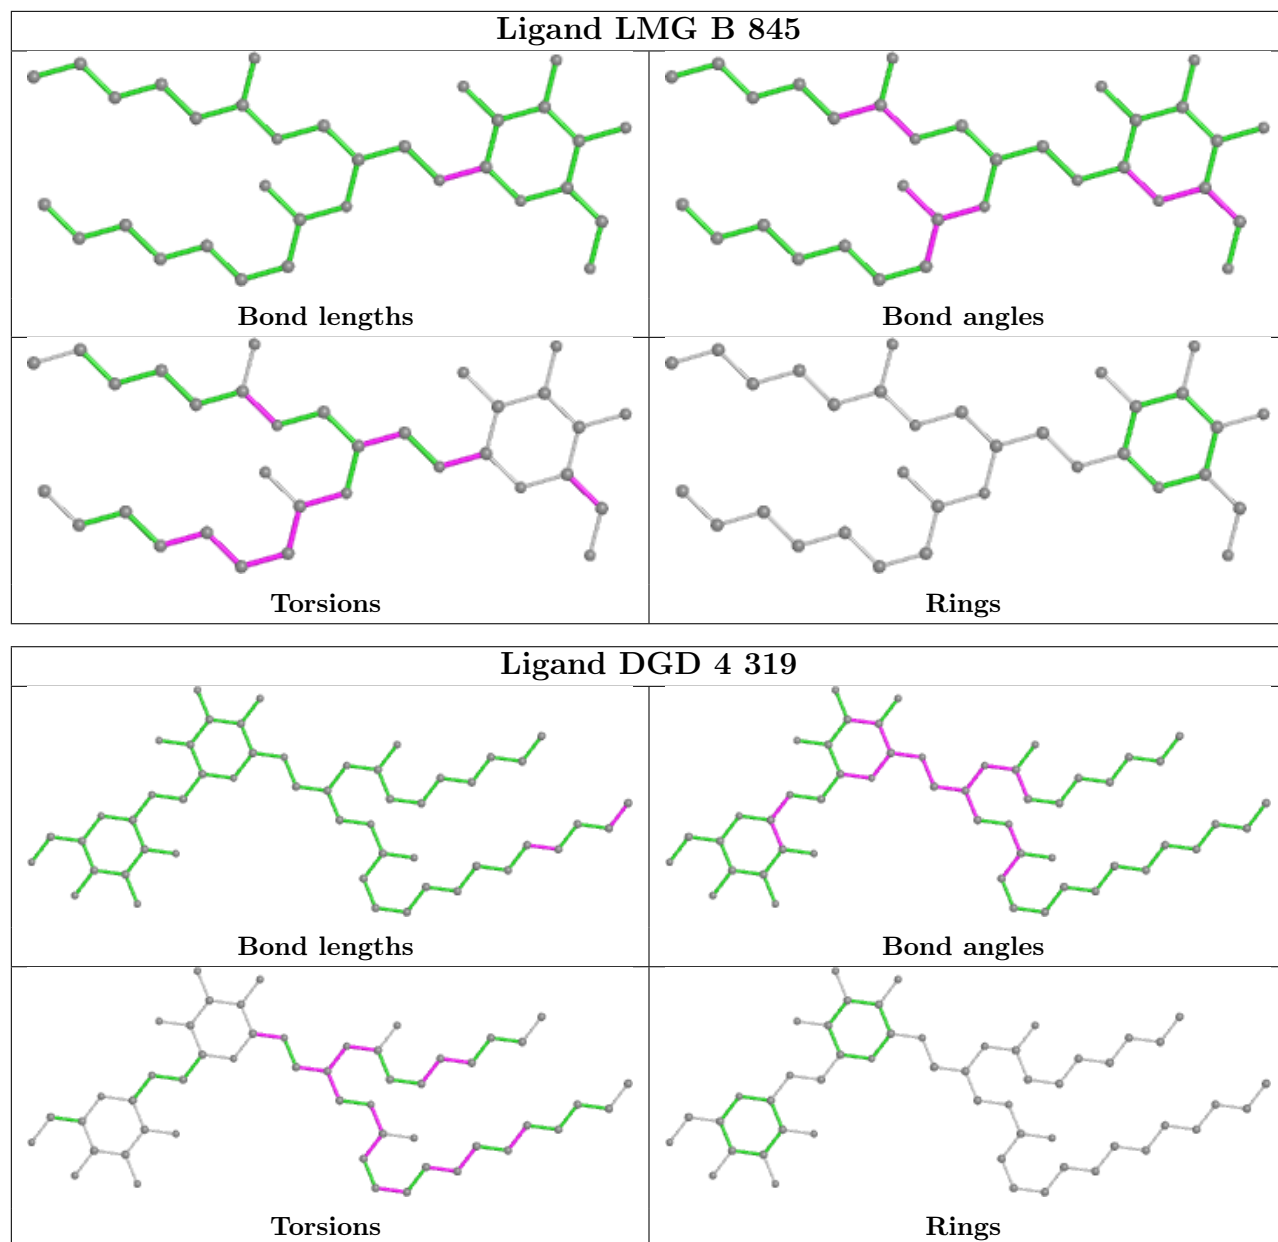 Ligand LMG B 845
Bond lengths
Bond angles
Torsions
Rings
Ligand DGD 4 319
Bond lengths
Bond angles
Torsions
Rings